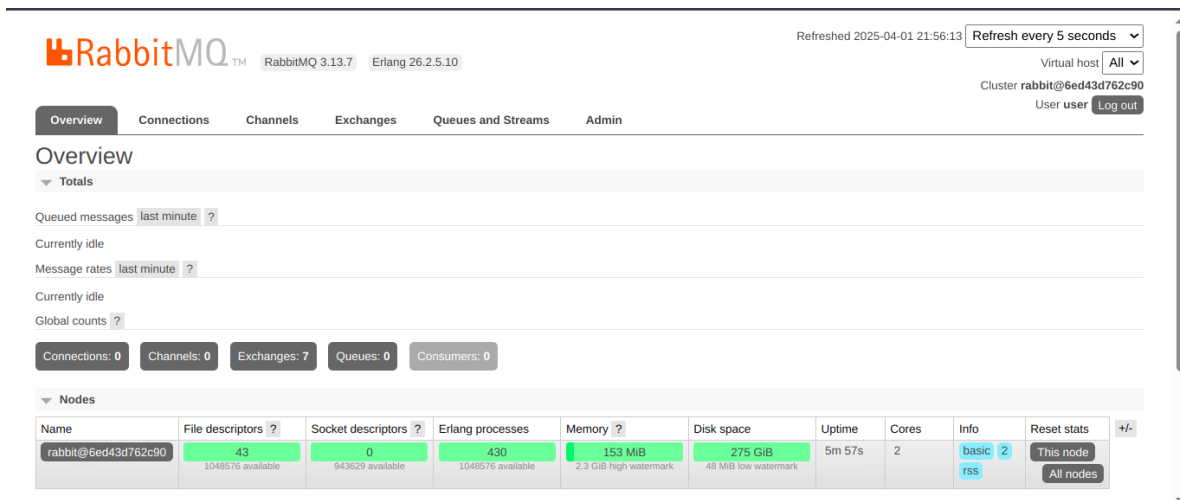 RabbitMQ TM RabbitMQ 3.13.7 Erlang 26.2.5.10
Refreshed 2025-04-01 21:56:13 Refresh every 5 seconds
Virtual host All
Cluster rabbit@6ed43d762c90
User user Log out
Overview Connections Channels Exchanges Queues and Streams Admin
Overview
Totals
Queued messages last minute ?
Currently idle
Message rates last minute ?
Currently idle
Global counts ?
Connections: 0 Channels: 0 Exchanges: 7 Queues: 0 Consumers: 0
Nodes
Name File descriptors ? Socket descriptors ? Erlang processes Memory ? Disk space Uptime Cores Info Reset stats +/-
rabbit@6ed43d762c90 43 0 430 153 MiB 275 GiB 5m 57s 2 basic 2 This node
1048576 available 943629 available 1048576 available 2.3 GiB high watermark 48 MiB low watermark rss All nodes